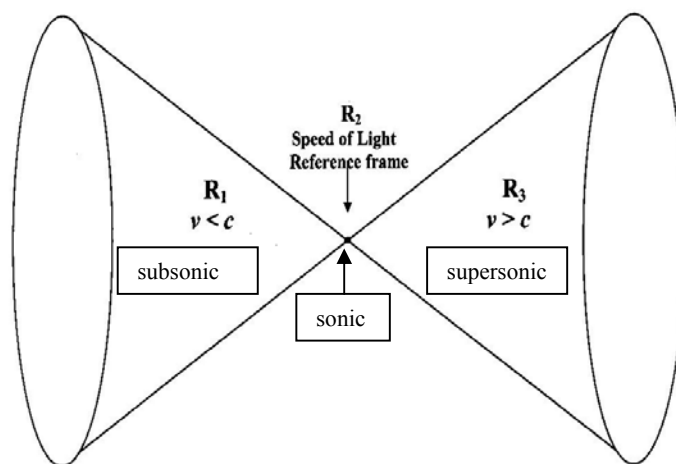 R2
Speed of Light
Reference frame
R1
v < c
R3
v > c
subsonic
supersonic
sonic